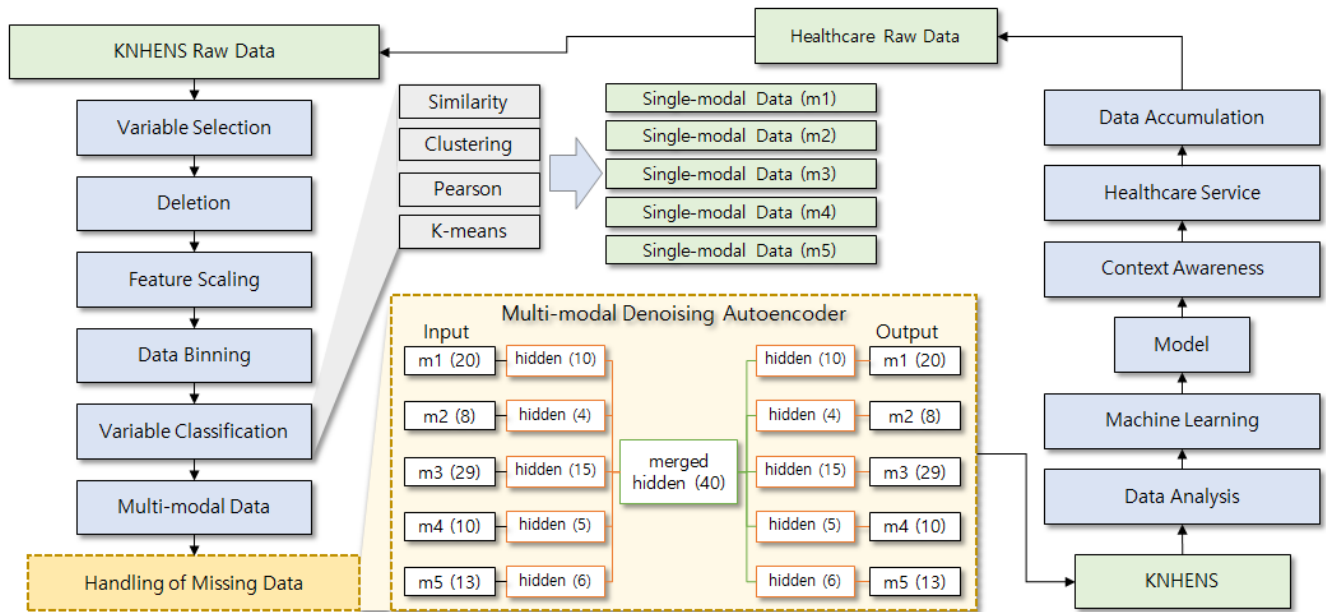 KNHENS Raw Data
Variable Selection
Deletion
Feature Scaling
Data Binning
Variable Classification
Multi-modal Data
Handling of Missing Data
Similarity
Clustering
Pearson
K-means
Single-modal Data (m1)
Single-modal Data (m2)
Single-modal Data (m3)
Single-modal Data (m4)
Single-modal Data (m5)
Multi-modal Denoising Autoencoder
Input
Output
m1 (20)
hidden (10)
hidden (10)
m1 (20)
m2 (8)
hidden (4)
hidden (4)
m2 (8)
m3 (29)
hidden (15)
merged
hidden (40)
hidden (15)
m3 (29)
m4 (10)
hidden (5)
hidden (5)
m4 (10)
m5 (13)
hidden (6)
hidden (6)
m5 (13)
Healthcare Raw Data
Data Accumulation
Healthcare Service
Context Awareness
Model
Machine Learning
Data Analysis
KNHENS